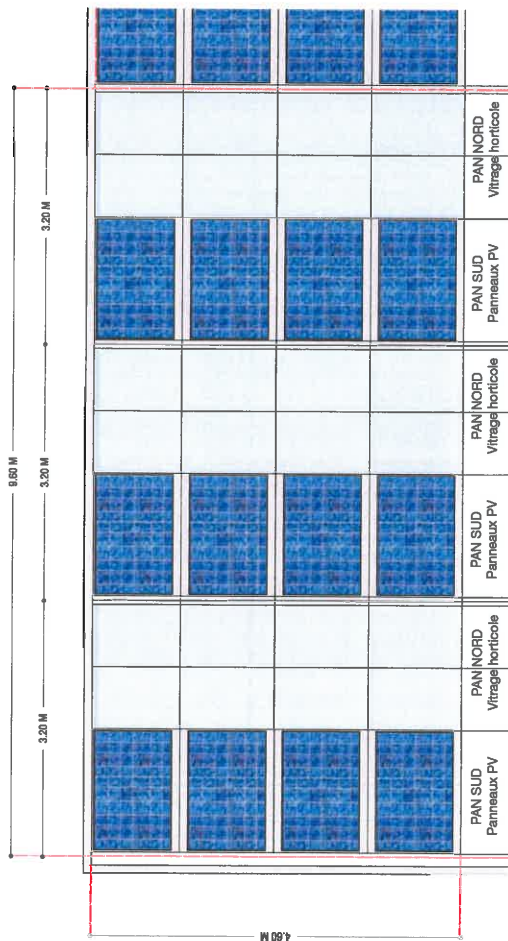 9.60 M
3.20 M
3.20 M
3.20 M
4.60 M
PAN SUD
Panneaux PV
PAN NORD
Vitrage horticole
PAN SUD
Panneaux PV
PAN NORD
Vitrage horticole
PAN SUD
Panneaux PV
PAN NORD
Vitrage horticole